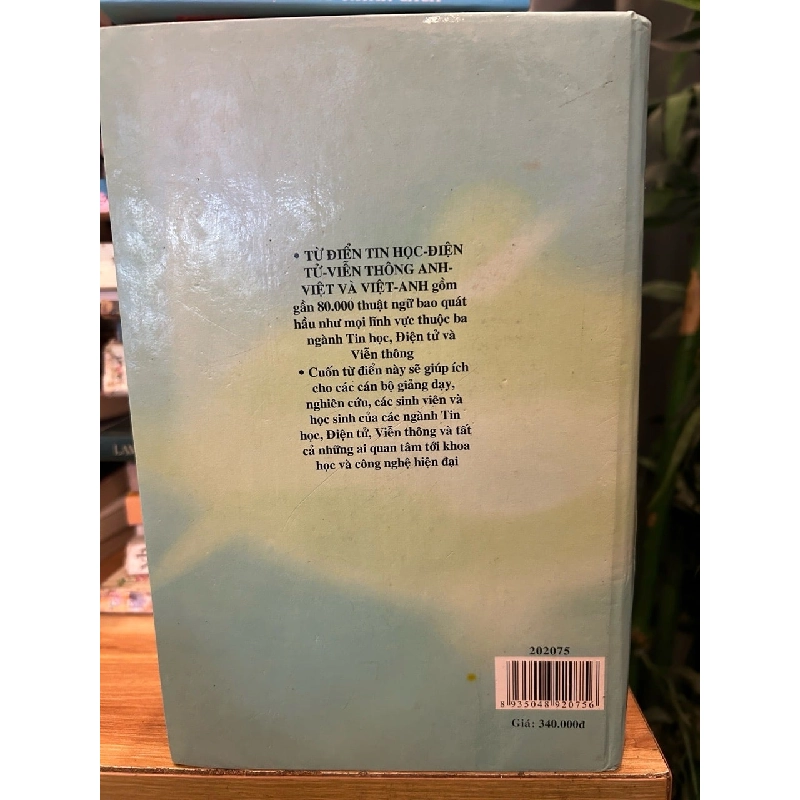 • TỪ ĐIỂN TIN HỌC-ĐIỆN
TỬ-VIỄN THÔNG ANH-
VIỆT VÀ VIỆT-ANH gồm
gần 80.000 thuật ngữ bao quát
hầu như mọi lĩnh vực thuộc ba
ngành Tin học, Điện tử và
Viễn thông
• Cuốn từ điển này sẽ giúp ích
cho các cán bộ giảng dạy,
nghiên cứu, các sinh viên và
học sinh của các ngành Tin
học, Điện tử, Viễn thông và tất
cả những ai quan tâm tới khoa
học và công nghệ hiện đại
202075
8 935048 920756
Giá: 340.000đ